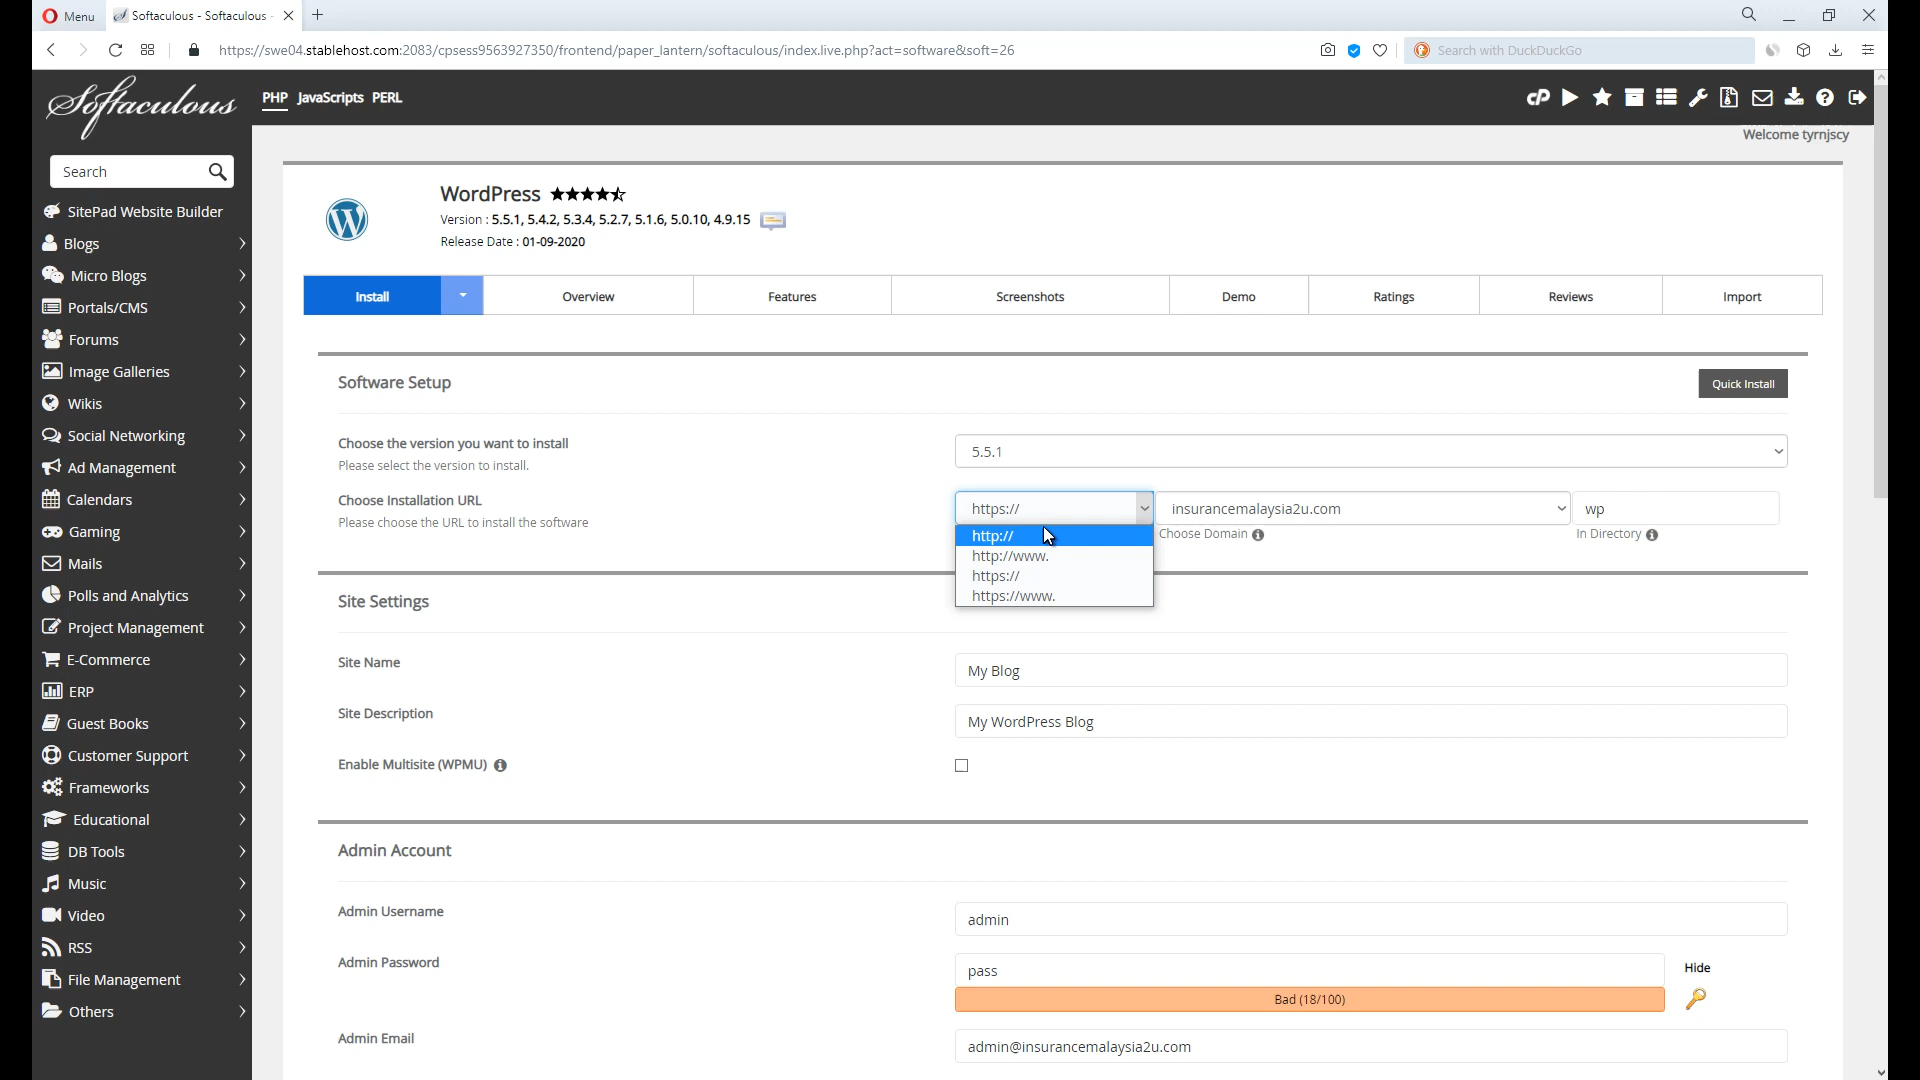 Menu
Softaculous - Softaculous -
https://swe04.stablehost.com:2083/cpsess9563927350/frontend/paper_lantern/softaculous/index.live.php?act=software&soft=26
Search with DuckDuckGo
Softaculous
PHP JavaScripts PERL
cP
Welcome tyrnjscy
Search
SitePad Website Builder
Blogs
Micro Blogs
Portals/CMS
Forums
Image Galleries
Wikis
Social Networking
Ad Management
Calendars
Gaming
Mails
Polls and Analytics
Project Management
E-Commerce
ERP
Guest Books
Customer Support
Frameworks
Educational
DB Tools
Music
Video
RSS
File Management
Others
WordPress
Version : 5.5.1, 5.4.2, 5.3.4, 5.2.7, 5.1.6, 5.0.10, 4.9.15
Release Date : 01-09-2020
Install Overview Features Screenshots Demo Ratings Reviews Import
Software Setup
Quick Install
Choose the version you want to install
Please select the version to install.
5.5.1
Choose Installation URL
Please choose the URL to install the software
https:// insurancemalaysia2u.com wp
Choose Domain In Directory
http://
http://www.
https://
https://www.
Site Settings
Site Name
My Blog
Site Description
My WordPress Blog
Enable Multisite (WPMU)
Admin Account
Admin Username
admin
Admin Password
pass
Hide
Bad (18/100)
Admin Email
admin@insurancemalaysia2u.com